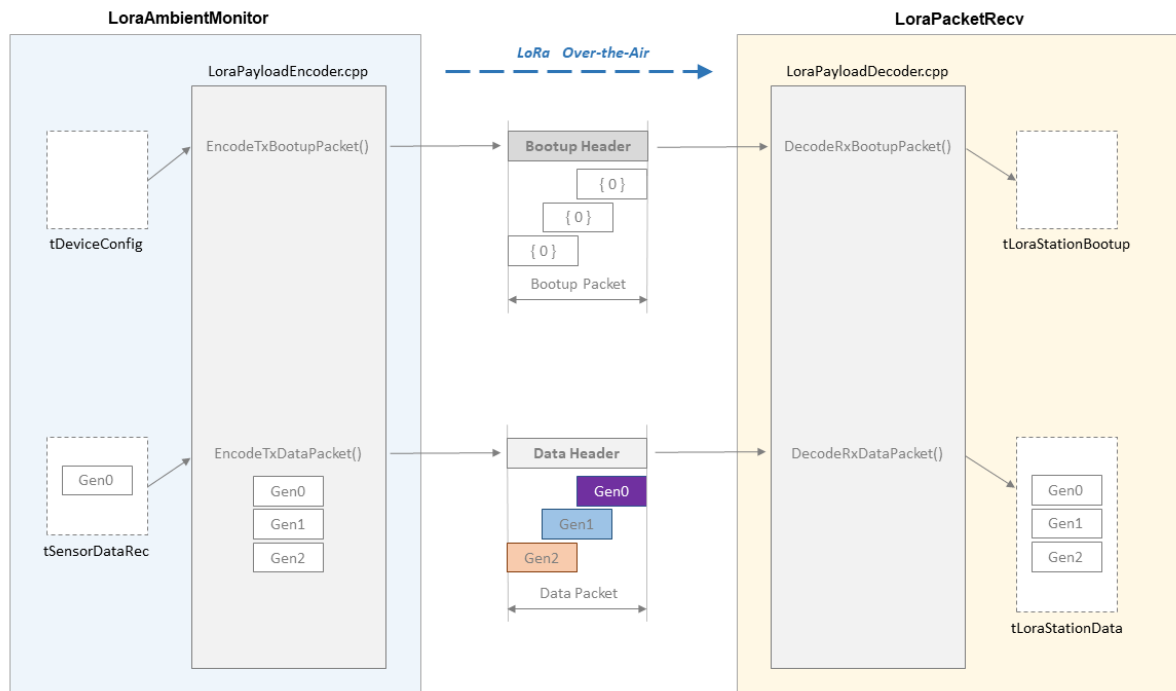 LoraAmbientMonitor
LoraPacketRecv
LoRa Over-the-Air
LoraPayloadEncoder.cpp
LoraPayloadDecoder.cpp
EncodeTxBootupPacket()
Bootup Header
DecodeRxBootupPacket()
{ 0 }
{ 0 }
{ 0 }
tDeviceConfig
tLoraStationBootup
Bootup Packet
EncodeTxDataPacket()
Data Header
DecodeRxDataPacket()
Gen0
Gen0
Gen1
Gen2
Gen0
Gen1
Gen2
Gen0
Gen1
Gen2
tSensorDataRec
Data Packet
tLoraStationData